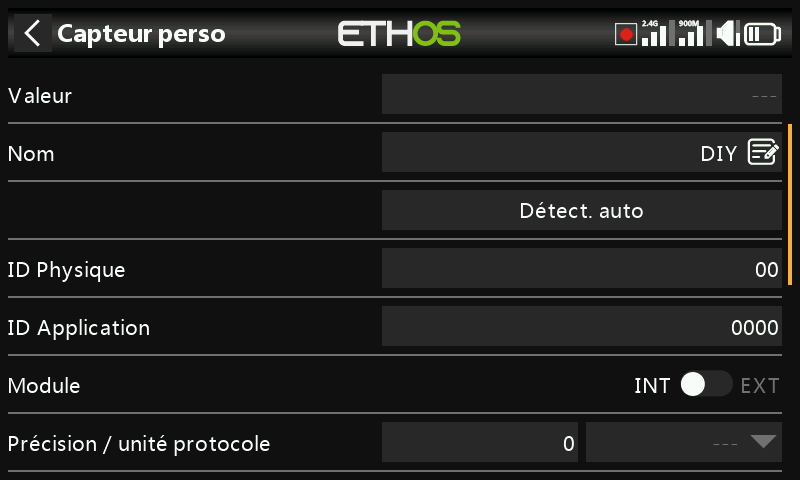 Capteur perso
ETHOS
2.4G
900M
Valeur
---
Nom
DIY
Détect. auto
ID Physique
00
ID Application
0000
Module
INT
EXT
Précision / unité protocole
0
---